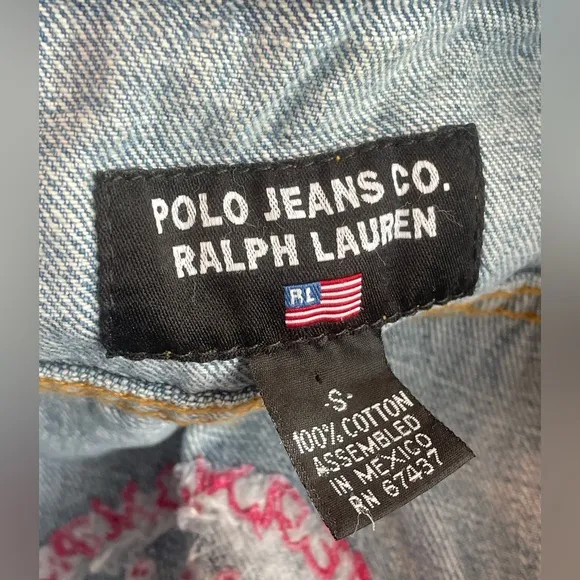 POLO JEANS CO.
RALPH LAUREN
RL
-S-
100% COTTON
ASSEMBLED
IN MEXICO
RN 67437